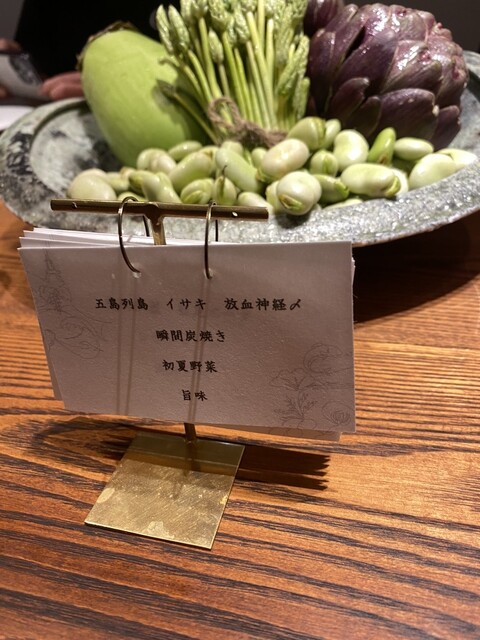 五島列島　イサキ　放血神経〆
瞬間炭焼き
初夏野菜
旨味